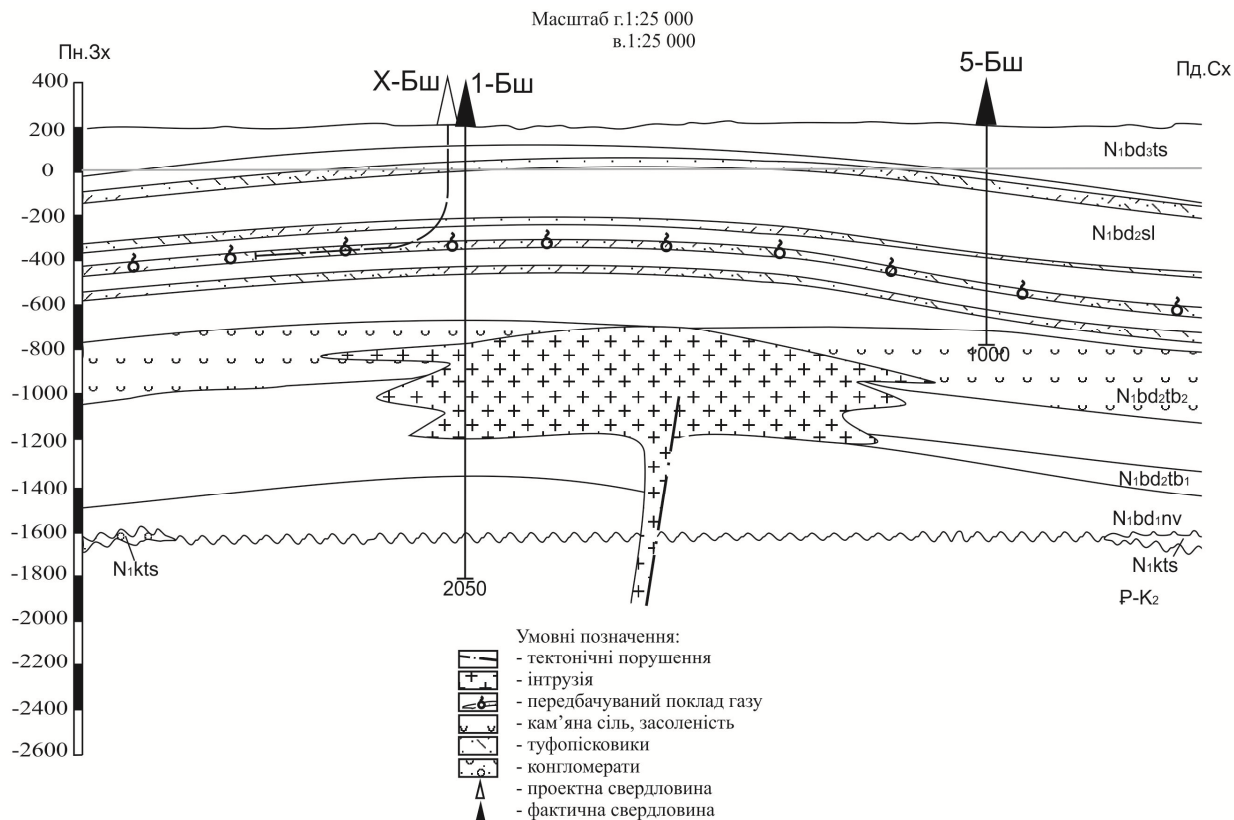 Масштаб г.1:25 000
в.1:25 000
Пн.Зх
Х-Бш
1-Бш
5-Бш
Пд.Сх
400
200
0
-200
-400
-600
-800
-1000
-1200
-1400
-1600
-1800
-2000
-2200
-2400
-2600
N₁bd₃ts
N₁bd₂sl
1000
N₁bd₂tb₂
N₁bd₂tb₁
N₁bd₁nv
N₁kts
N₁kts
2050
₽-K₂
Умовні позначення:
- тектонічні порушення
- інтрузія
- передбачуваний поклад газу
- кам’яна сіль, засоленість
- туфопісковики
- конгломерати
- проектна свердловина
- фактична свердловина